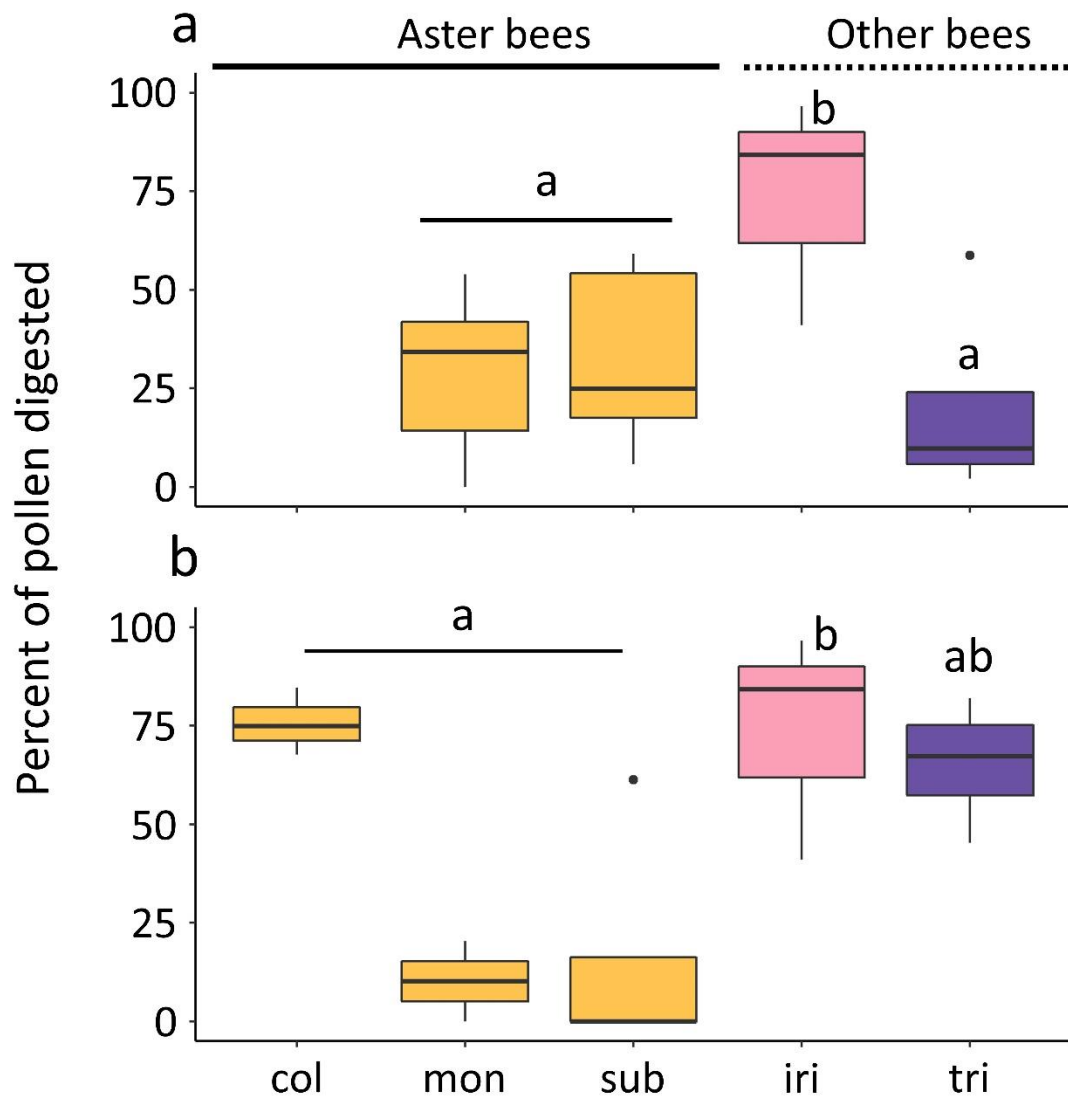 a
Aster bees
Other bees
Percent of pollen digested
100
75
50
25
0
a
b
a
b
100
75
50
25
0
a
b
ab
col
mon
sub
iri
tri